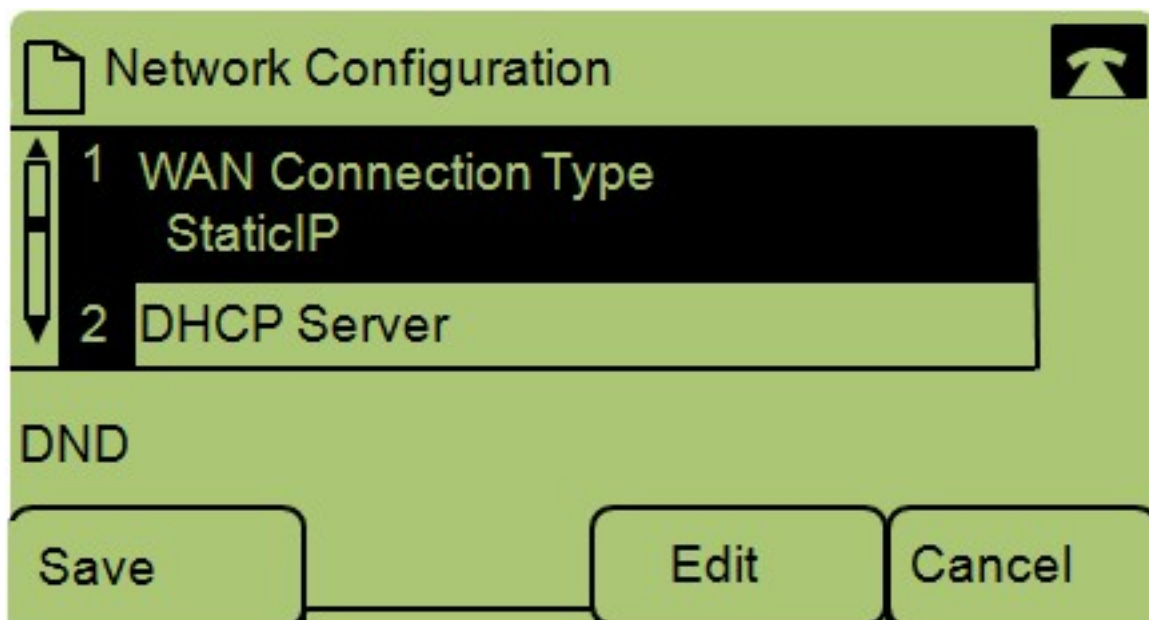 Network Configuration
1 WAN Connection Type
StaticIP
2 DHCP Server
DND
Save Edit Cancel